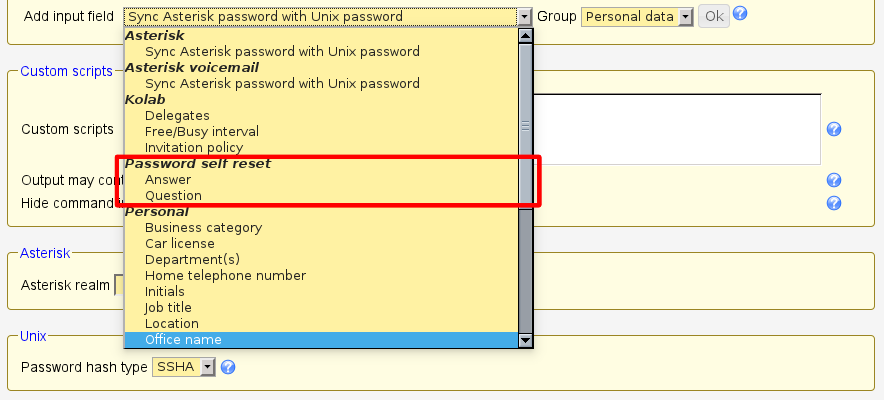 Add input field Sync Asterisk password with Unix password Group Personal data Ok
Asterisk
Sync Asterisk password with Unix password
Asterisk voicemail
Sync Asterisk password with Unix password
Kolab
Delegates
Free/Busy interval
Invitation policy
Password self reset
Answer
Question
Personal
Business category
Car license
Department(s)
Home telephone number
Initials
Job title
Location
Office name
Custom scripts
Custom scripts
Output may cont
Hide command i
Asterisk
Asterisk realm
Unix
Password hash type SSHA